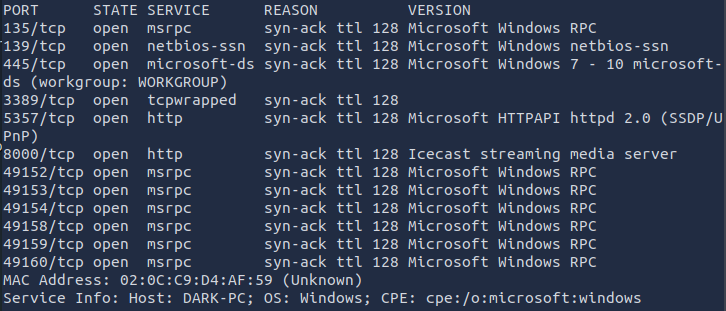 PORT STATE SERVICE REASON VERSION
135/tcp open msrpc syn-ack ttl 128 Microsoft Windows RPC
139/tcp open netbios-ssn syn-ack ttl 128 Microsoft Windows netbios-ssn
445/tcp open microsoft-ds syn-ack ttl 128 Microsoft Windows 7 - 10 microsoft-
ds (workgroup: WORKGROUP)
3389/tcp open tcpwrapped syn-ack ttl 128
5357/tcp open http syn-ack ttl 128 Microsoft HTTPAPI httpd 2.0 (SSDP/U
PnP)
8000/tcp open http syn-ack ttl 128 Icecast streaming media server
49152/tcp open msrpc syn-ack ttl 128 Microsoft Windows RPC
49153/tcp open msrpc syn-ack ttl 128 Microsoft Windows RPC
49154/tcp open msrpc syn-ack ttl 128 Microsoft Windows RPC
49158/tcp open msrpc syn-ack ttl 128 Microsoft Windows RPC
49159/tcp open msrpc syn-ack ttl 128 Microsoft Windows RPC
49160/tcp open msrpc syn-ack ttl 128 Microsoft Windows RPC
MAC Address: 02:0C:C9:D4:AF:59 (Unknown)
Service Info: Host: DARK-PC; OS: Windows; CPE: cpe:/o:microsoft:windows